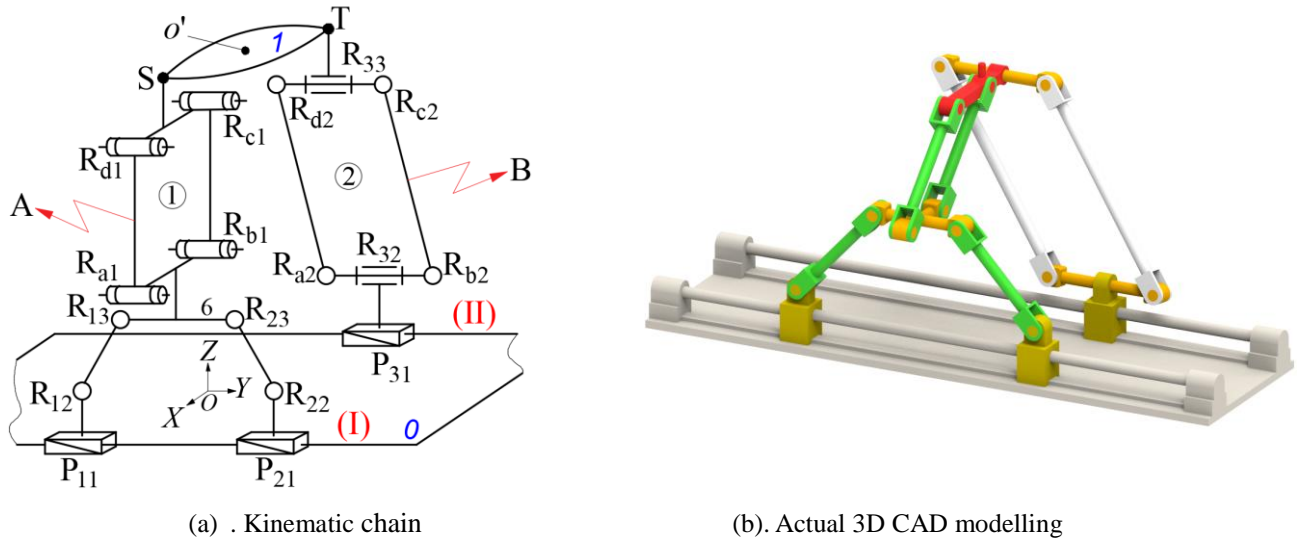 T
o'
1
S
R33
Rd2
Rc2
Rc1
Rd1
①
②
A
B
Rb1
Ra1
R32
Ra2
Rb2
R13
6
R23
(II)
P31
Z
R12
X
O
Y
R22
(I)
0
P11
P21
(a) . Kinematic chain
(b). Actual 3D CAD modelling